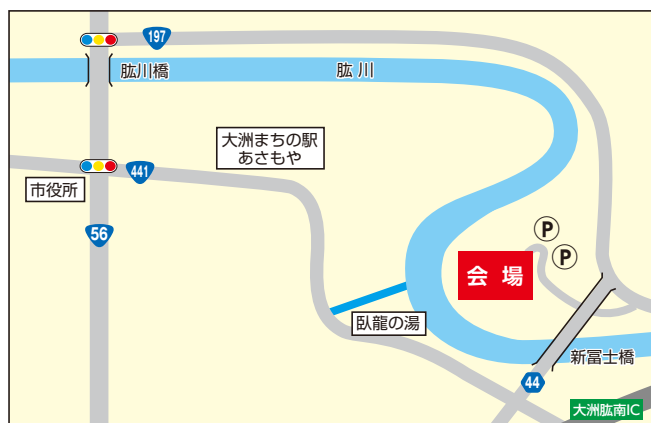 197
肱川橋
肱川
大洲まちの駅
あさもや
441
市役所
56
P
P
会場
臥龍の湯
新冨士橋
44
大洲肱南IC